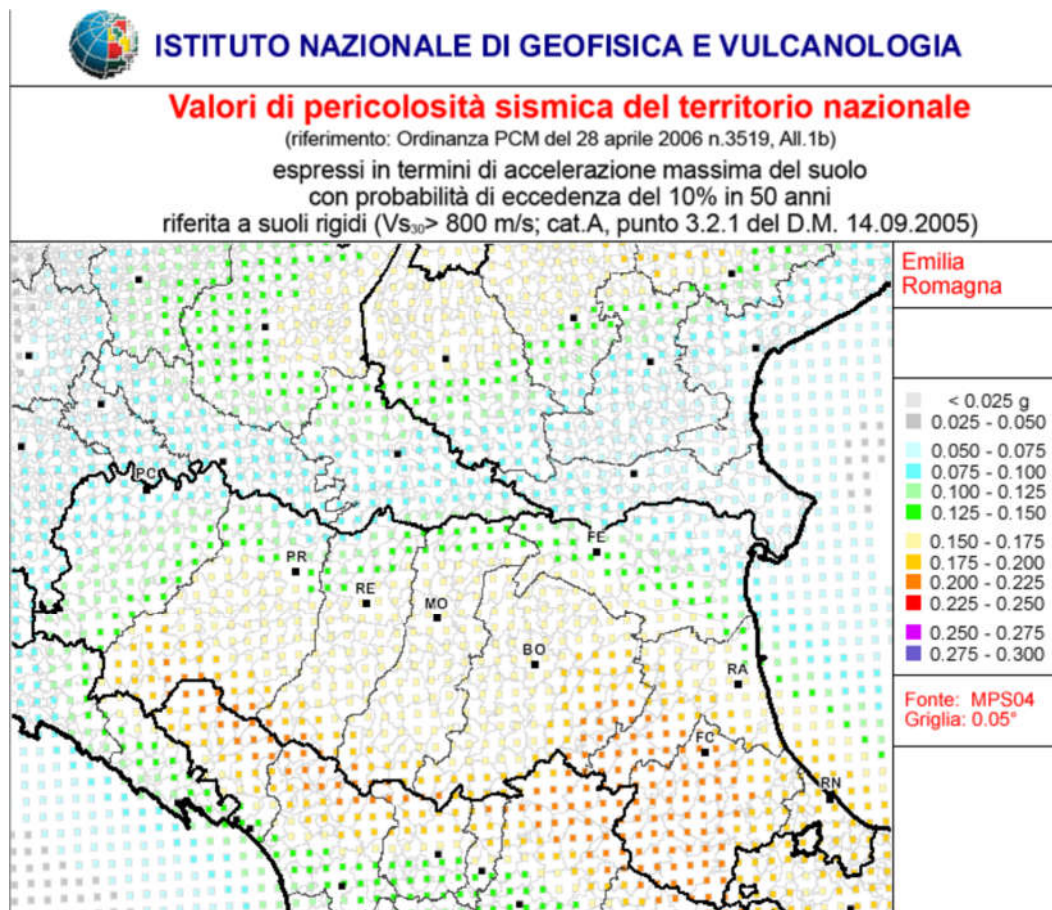 ISTITUTO NAZIONALE DI GEOFISICA E VULCANOLOGIA
Valori di pericolosità sismica del territorio nazionale
(riferimento: Ordinanza PCM del 28 aprile 2006 n.3519, All.1b)
espressi in termini di accelerazione massima del suolo
con probabilità di eccedenza del 10% in 50 anni
riferita a suoli rigidi (Vs₃₀> 800 m/s; cat.A, punto 3.2.1 del D.M. 14.09.2005)
Emilia
Romagna
< 0.025 g
0.025 - 0.050
0.050 - 0.075
0.075 - 0.100
0.100 - 0.125
0.125 - 0.150
0.150 - 0.175
0.175 - 0.200
0.200 - 0.225
0.225 - 0.250
0.250 - 0.275
0.275 - 0.300
Fonte: MPS04
Griglia: 0.05°
PC
PR
RE
MO
FE
BO
RA
FC
RN